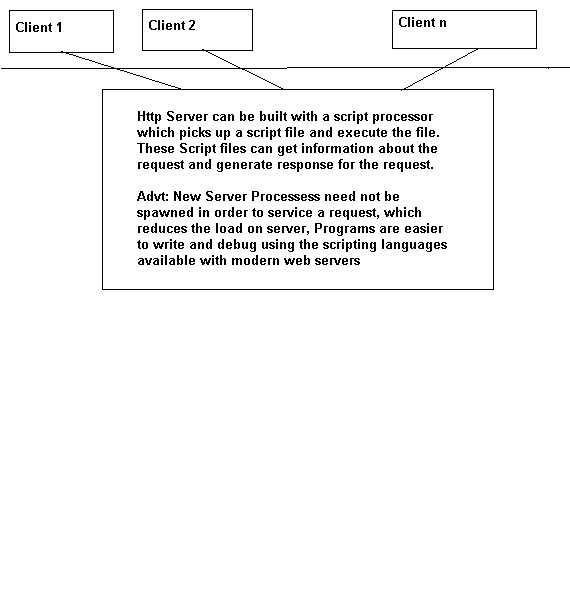 Client 1
Client 2
Client n
Http Server can be built with a script processor
which picks up a script file and execute the file.
These Script files can get information about the
request and generate response for the request.
Advt: New Server Processess need not be
spawned in order to service a request, which
reduces the load on server, Programs are easier
to write and debug using the scripting languages
available with modern web servers